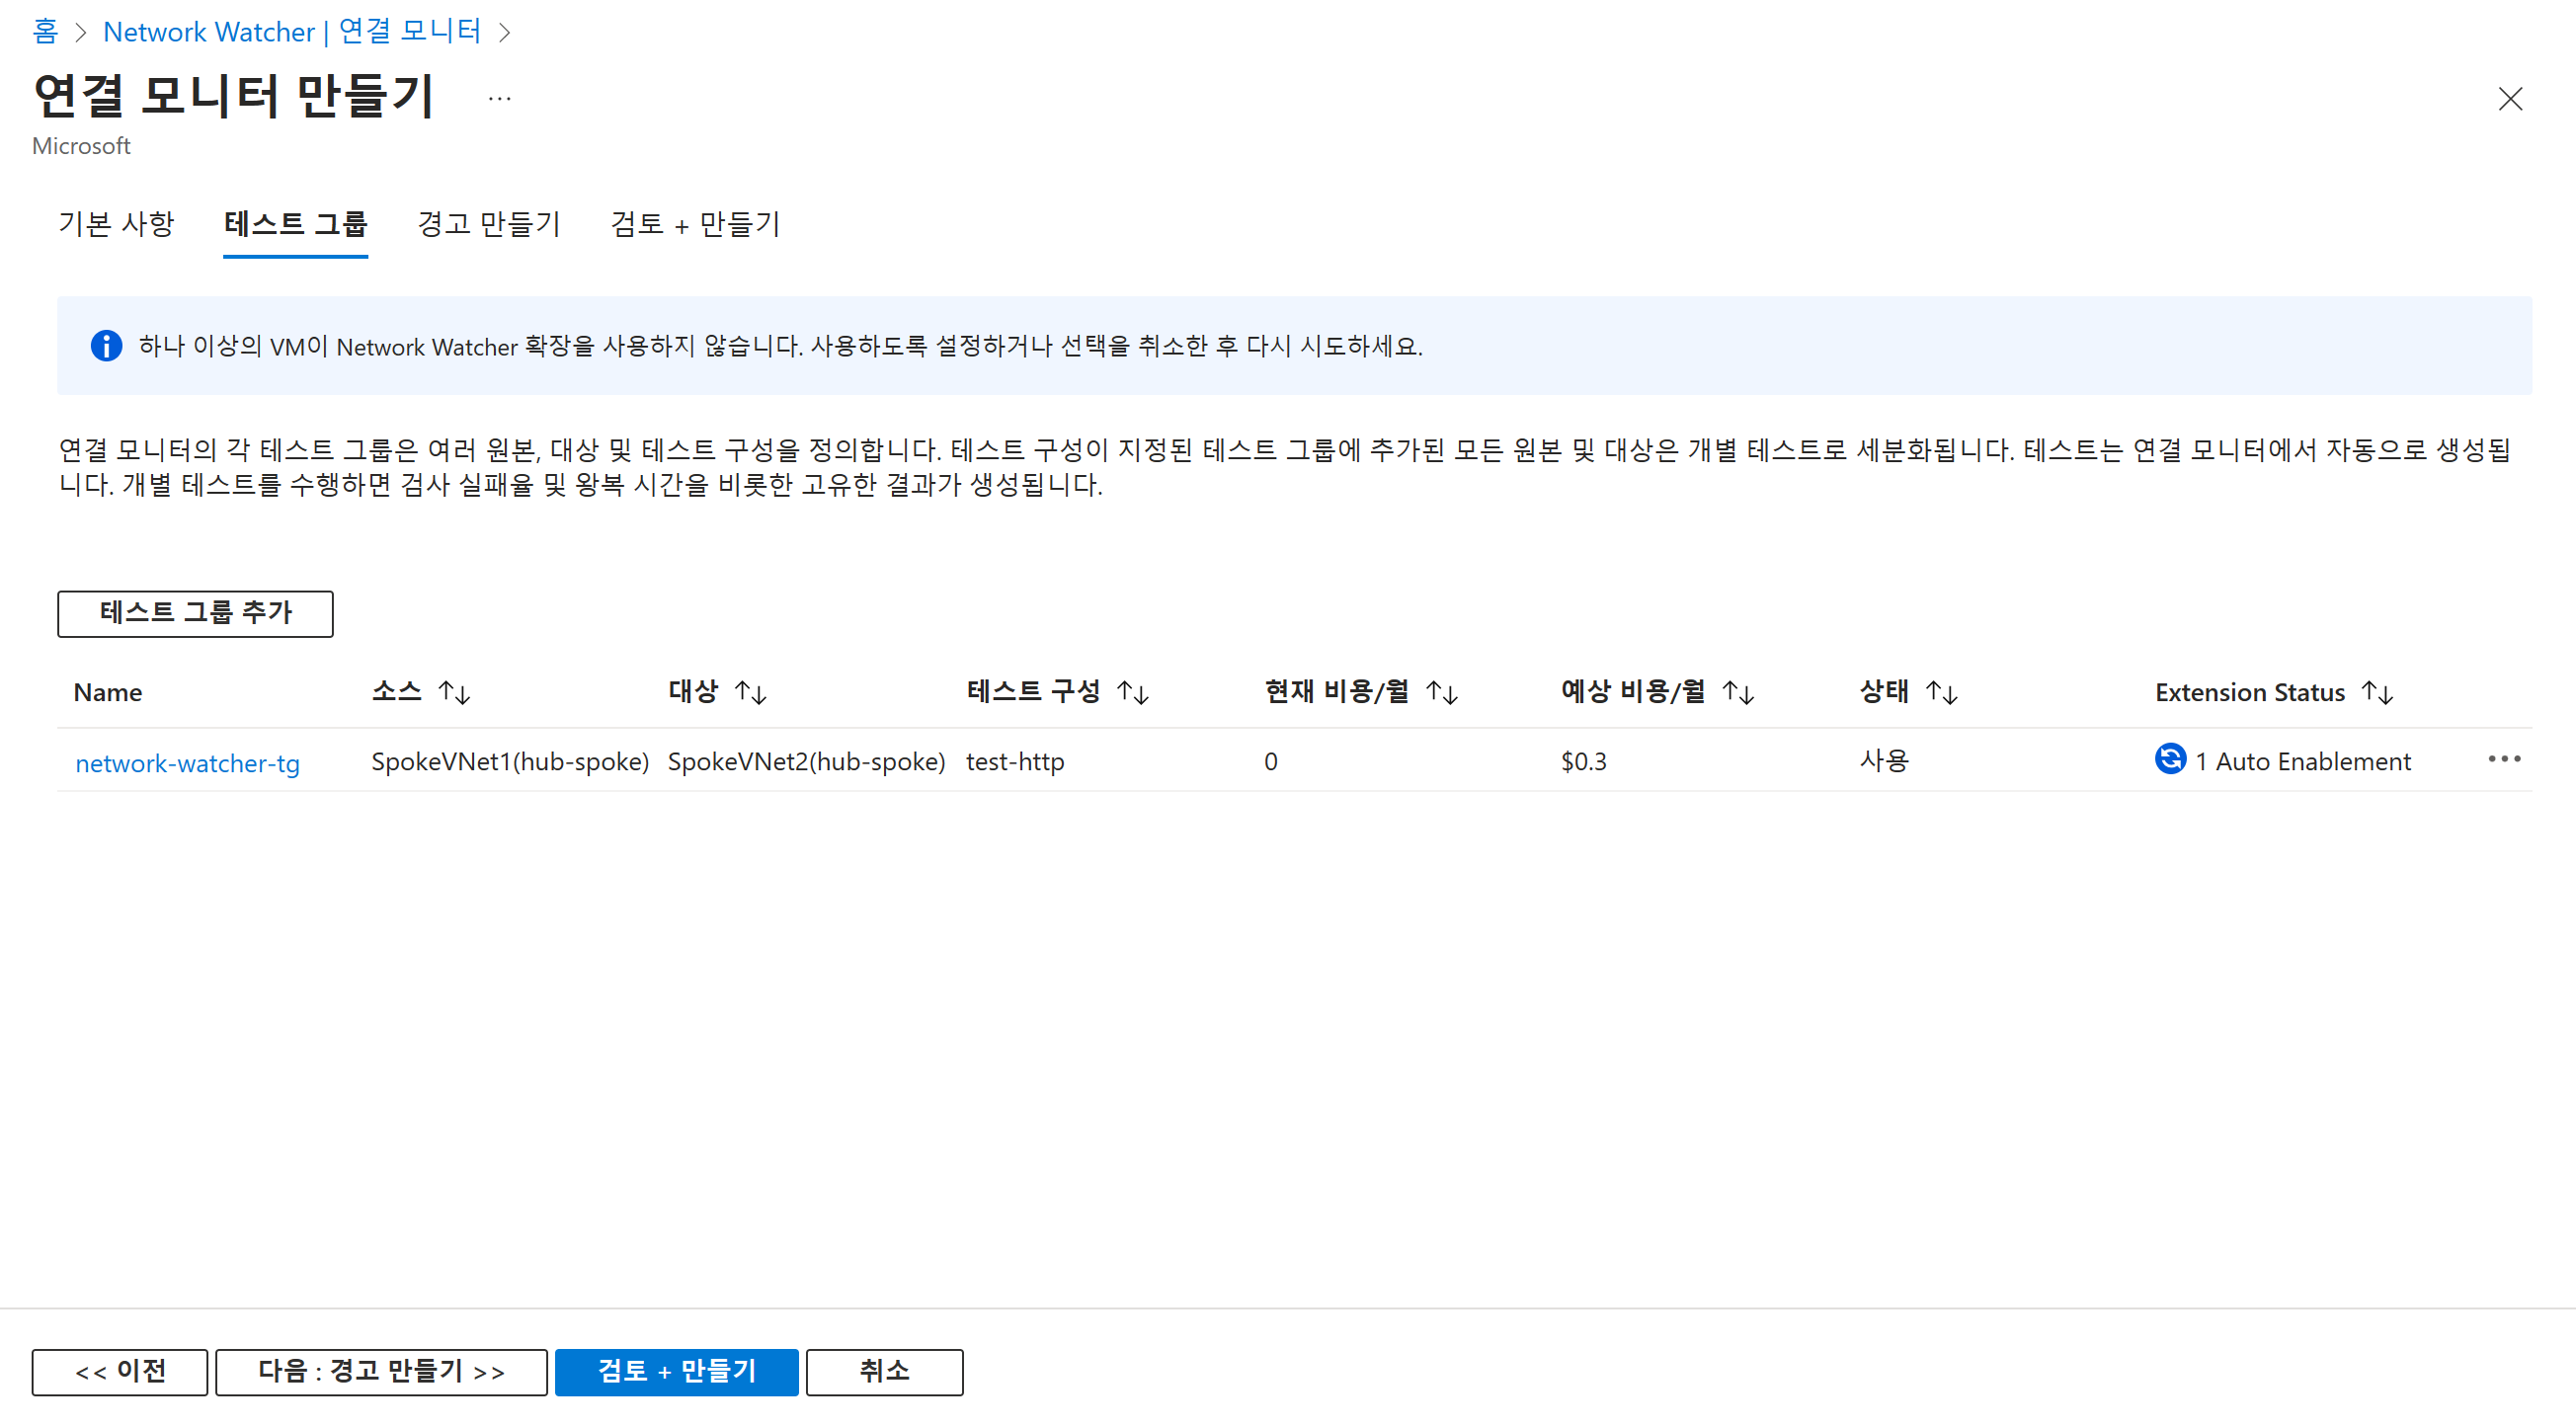 홈 > Network Watcher | 연결 모니터 >
연결 모니터 만들기 ...
Microsoft
기본 사항 테스트 그룹 경고 만들기 검토 + 만들기
하나 이상의 VM이 Network Watcher 확장을 사용하지 않습니다. 사용하도록 설정하거나 선택을 취소한 후 다시 시도하세요.
연결 모니터의 각 테스트 그룹은 여러 원본, 대상 및 테스트 구성을 정의합니다. 테스트 구성이 지정된 테스트 그룹에 추가된 모든 원본 및 대상은 개별 테스트로 세분화됩니다. 테스트는 연결 모니터에서 자동으로 생성됩
니다. 개별 테스트를 수행하면 검사 실패율 및 왕복 시간을 비롯한 고유한 결과가 생성됩니다.
테스트 그룹 추가
Name 소스 ↑↓ 대상 ↑↓ 테스트 구성 ↑↓ 현재 비용/월 ↑↓ 예상 비용/월 ↑↓ 상태 ↑↓ Extension Status ↑↓
network-watcher-tg SpokeVNet1(hub-spoke) SpokeVNet2(hub-spoke) test-http 0 $0.3 사용 1 Auto Enablement ...
<< 이전 다음 : 경고 만들기 >> 검토 + 만들기 취소